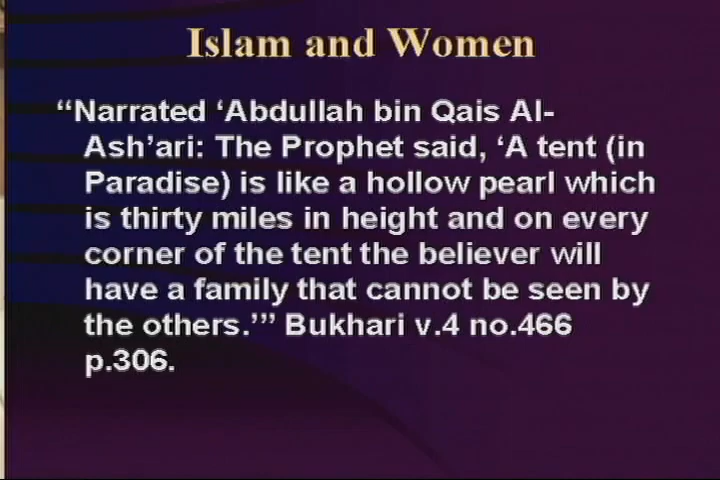 Islam and Women
“Narrated ‘Abdullah bin Qais Al-
Ash’ari: The Prophet said, ‘A tent (in
Paradise) is like a hollow pearl which
is thirty miles in height and on every
corner of the tent the believer will
have a family that cannot be seen by
the others.’” Bukhari v.4 no.466
p.306.